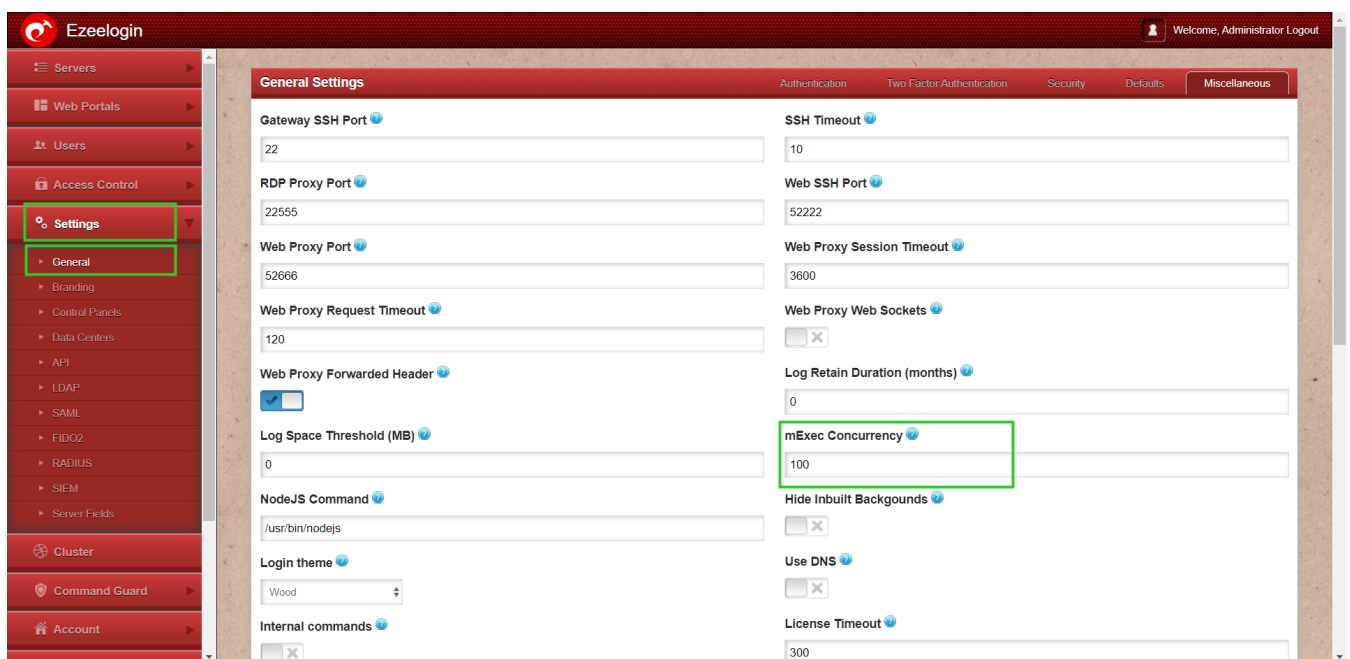 Ezeelogin
Welcome, Administrator Logout
Servers
Web Portals
Users
Access Control
Settings
General
Branding
Control Panels
Data Centers
API
LDAP
SAML
FIDO2
RADIUS
SIEM
Server Fields
Cluster
Command Guard
Account
General Settings
Authentication
Two Factor Authentication
Security
Defaults
Miscellaneous
Gateway SSH Port
22
SSH Timeout
10
RDP Proxy Port
22555
Web SSH Port
52222
Web Proxy Port
52666
Web Proxy Session Timeout
3600
Web Proxy Request Timeout
120
Web Proxy Web Sockets
Web Proxy Forwarded Header
Log Retain Duration (months)
0
Log Space Threshold (MB)
0
mExec Concurrency
100
NodeJS Command
/usr/bin/nodejs
Hide Inbuilt Backgounds
Login theme
Wood
Use DNS
Internal commands
License Timeout
300